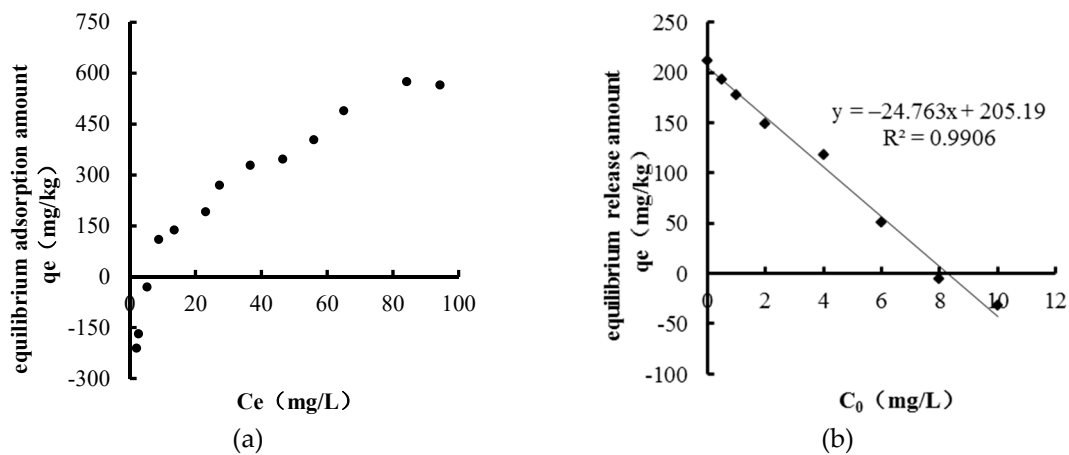 750
600
450
300
150
0
-150
-300
0
20
40
60
80
100
equilibrium adsorption amount
qe（mg/kg）
Ce（mg/L）
(a)
250
200
150
100
50
0
-50
-100
0
2
4
6
8
10
12
equilibrium release amount
qe（mg/kg）
y = –24.763x + 205.19
R² = 0.9906
C₀（mg/L）
(b)